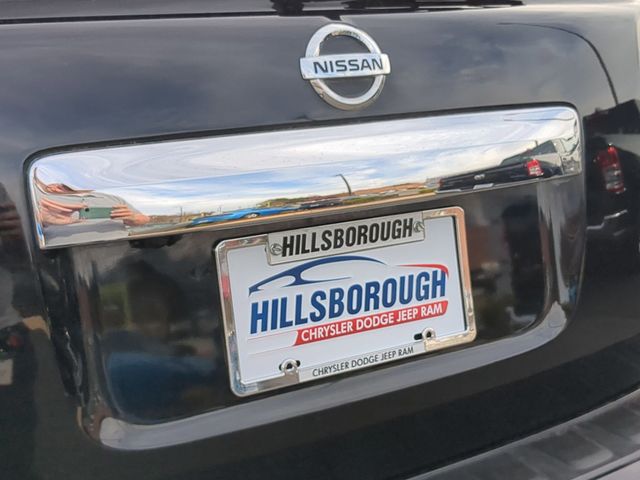 NISSAN
HILLSBOROUGH
HILLSBOROUGH
CHRYSLER DODGE JEEP RAM
CHRYSLER DODGE JEEP RAM